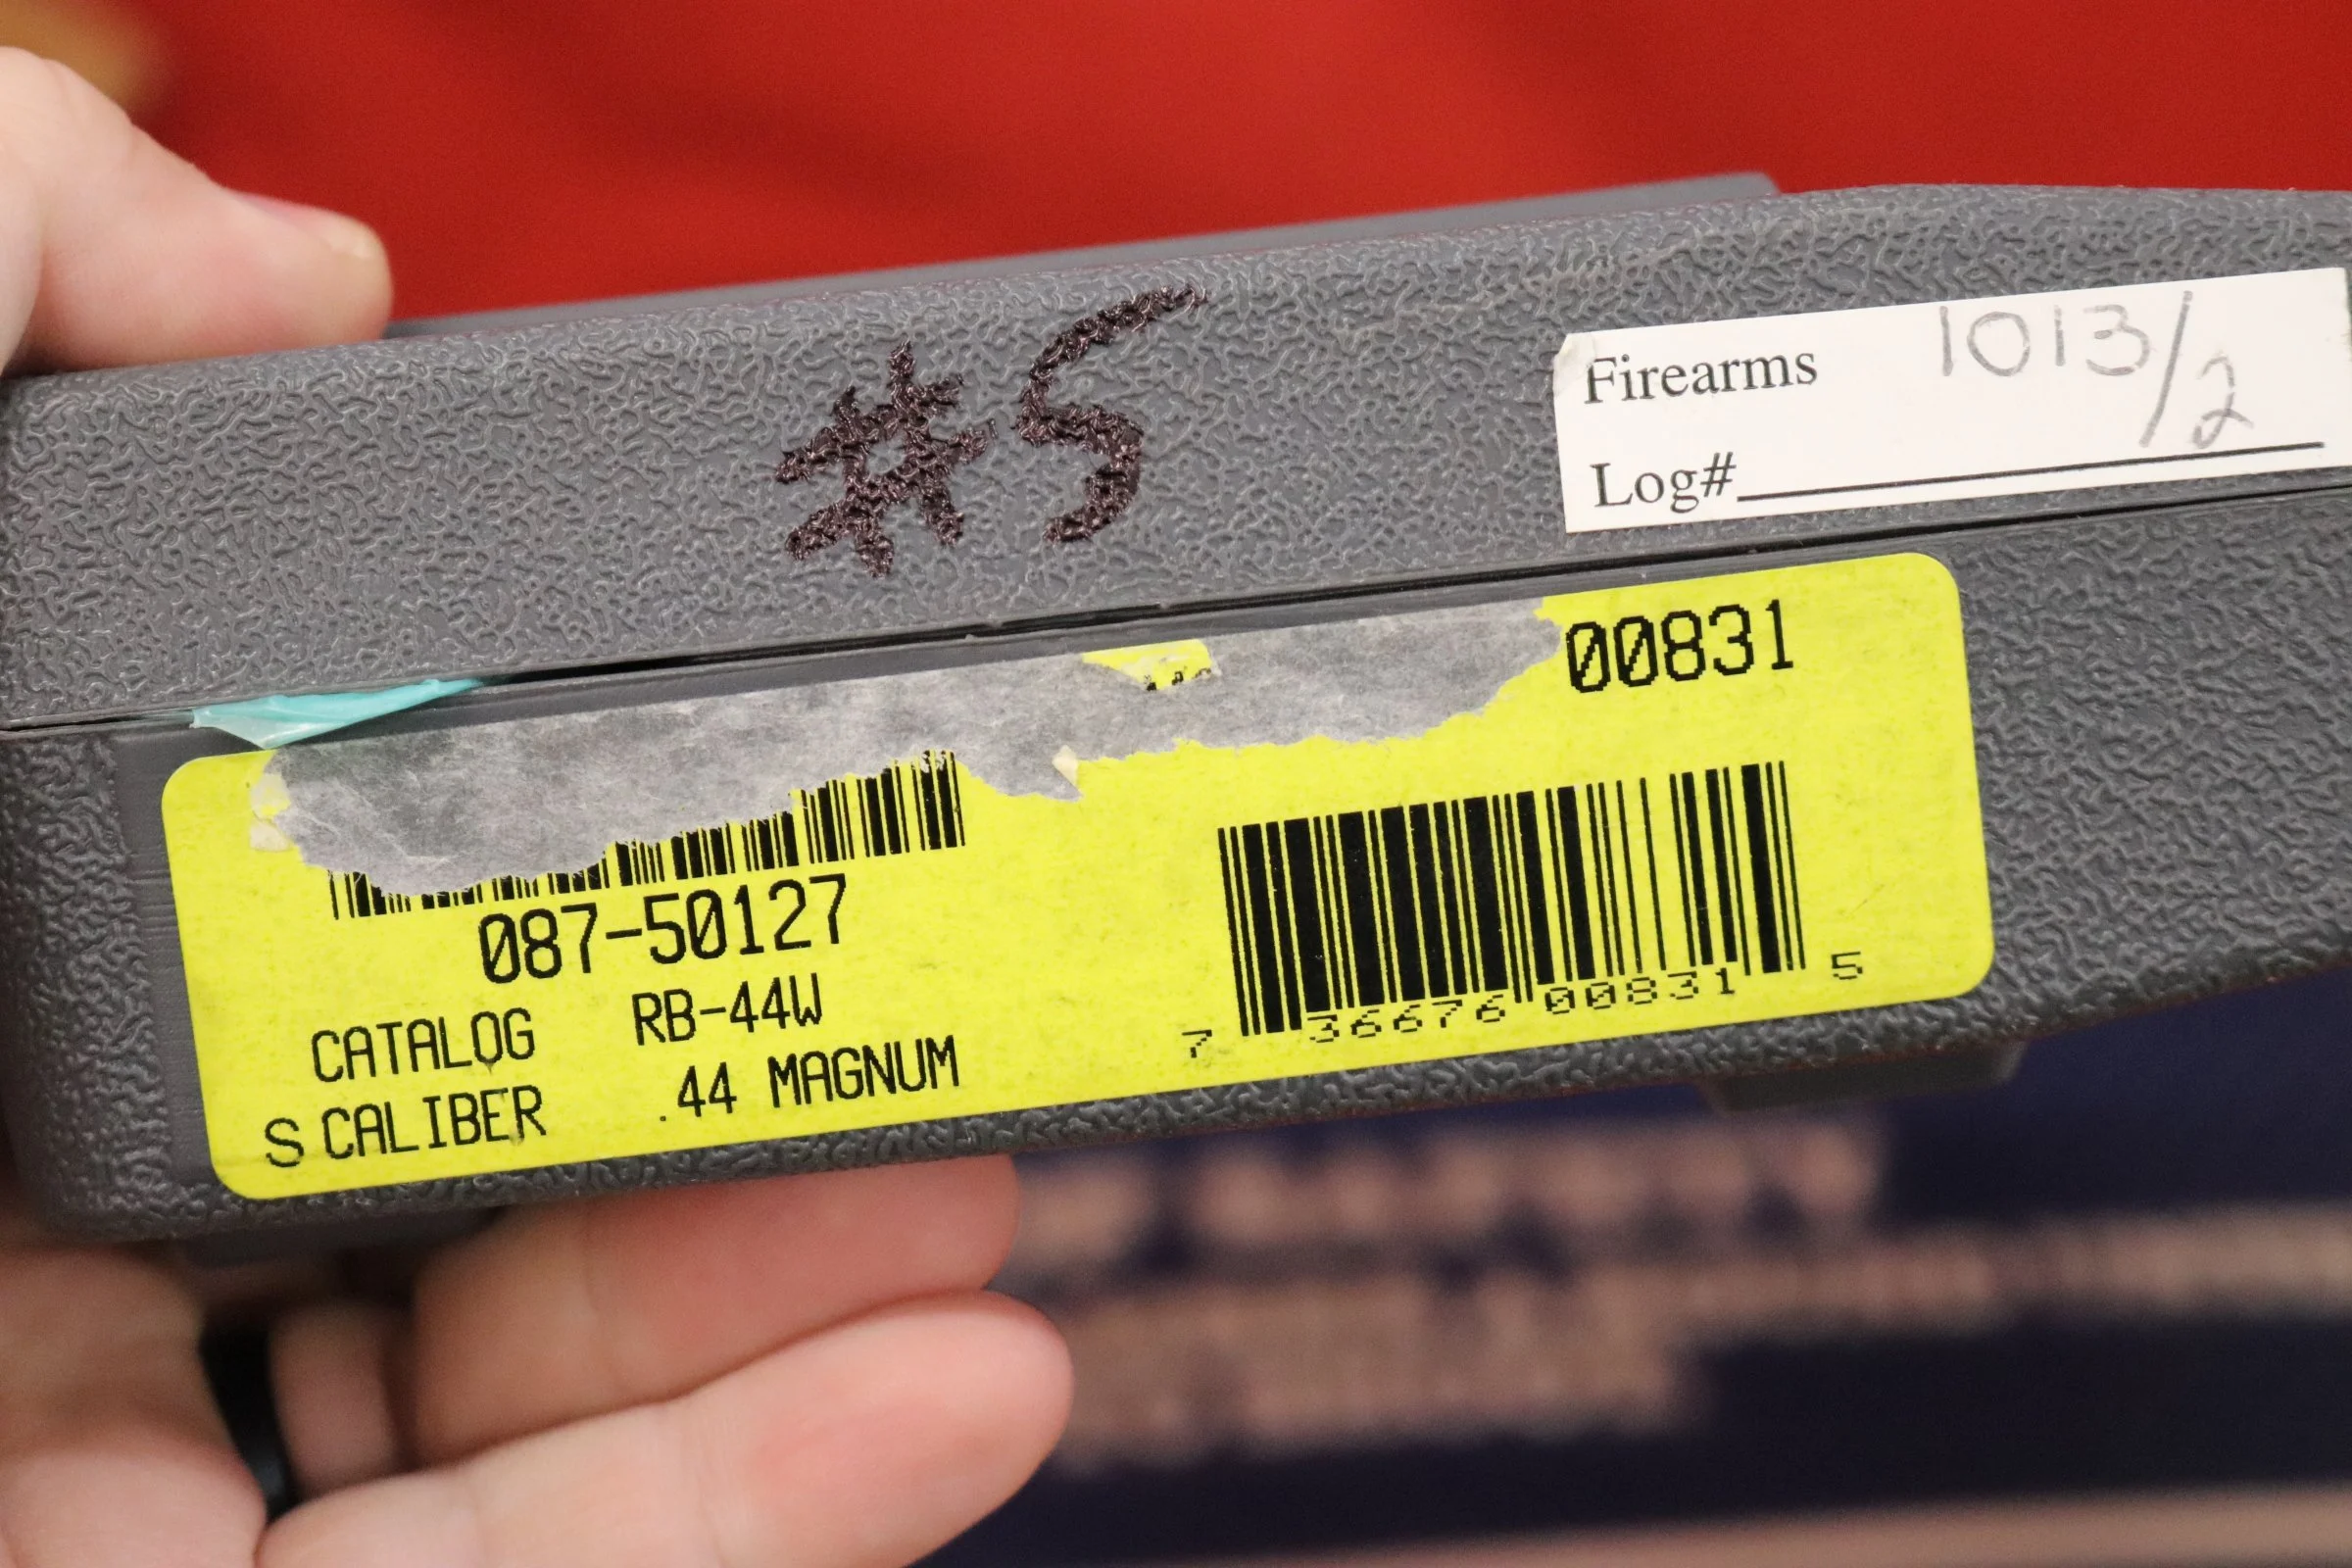 #5
Firearms 1013/2
Log#
00831
087-50127
CATALOG RB-44W
S CALIBER .44 MAGNUM
7 36676 00831 5